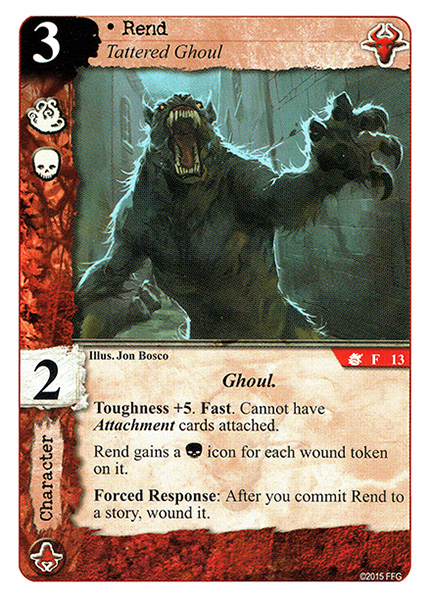 3
• Rend
Tattered Ghoul
Illus. Jon Bosco
F 13
2
Ghoul.
Toughness +5. Fast. Cannot have
Attachment cards attached.
Rend gains a icon for each wound token
on it.
Forced Response: After you commit Rend to
a story, wound it.
Character
©2015 FFG